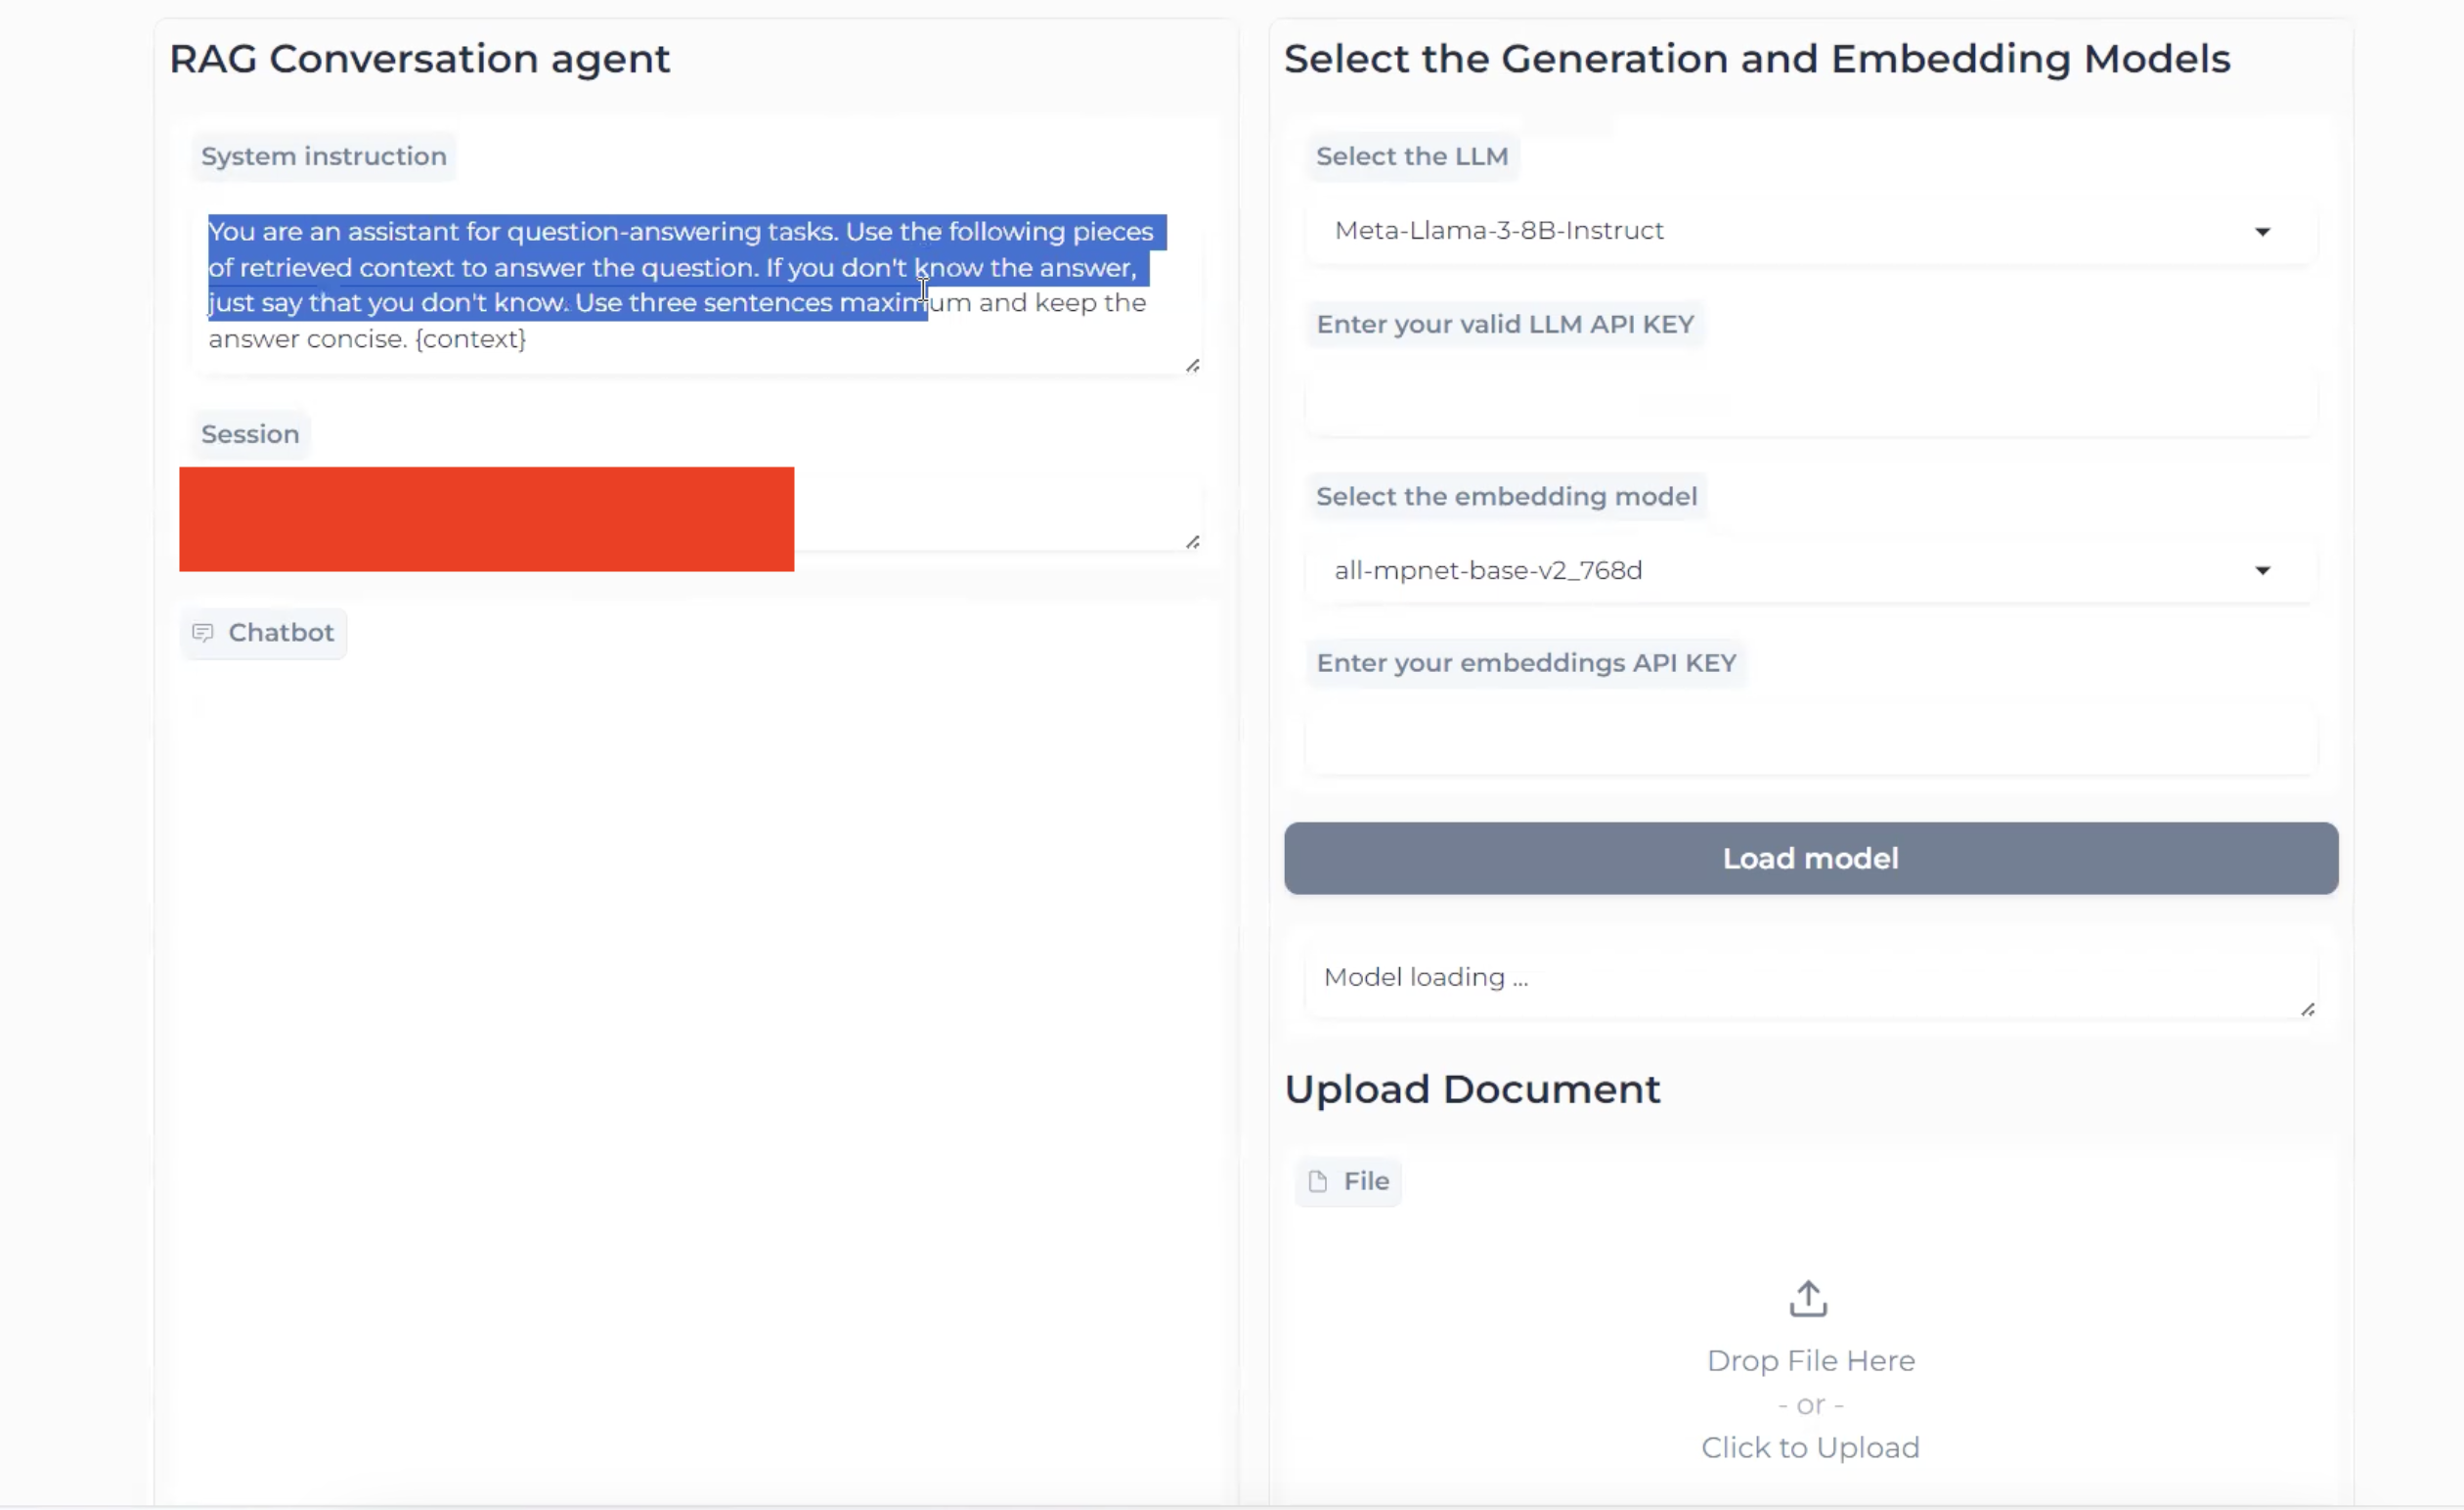 RAG Conversation agent
System instruction
You are an assistant for question-answering tasks. Use the following pieces
of retrieved context to answer the question. If you don't know the answer,
just say that you don't know. Use three sentences maximum and keep the
answer concise. {context}
Session
Chatbot
Select the Generation and Embedding Models
Select the LLM
Meta-Llama-3-8B-Instruct
Enter your valid LLM API KEY
Select the embedding model
all-mpnet-base-v2_768d
Enter your embeddings API KEY
Load model
Model loading ...
Upload Document
File
Drop File Here
- or -
Click to Upload